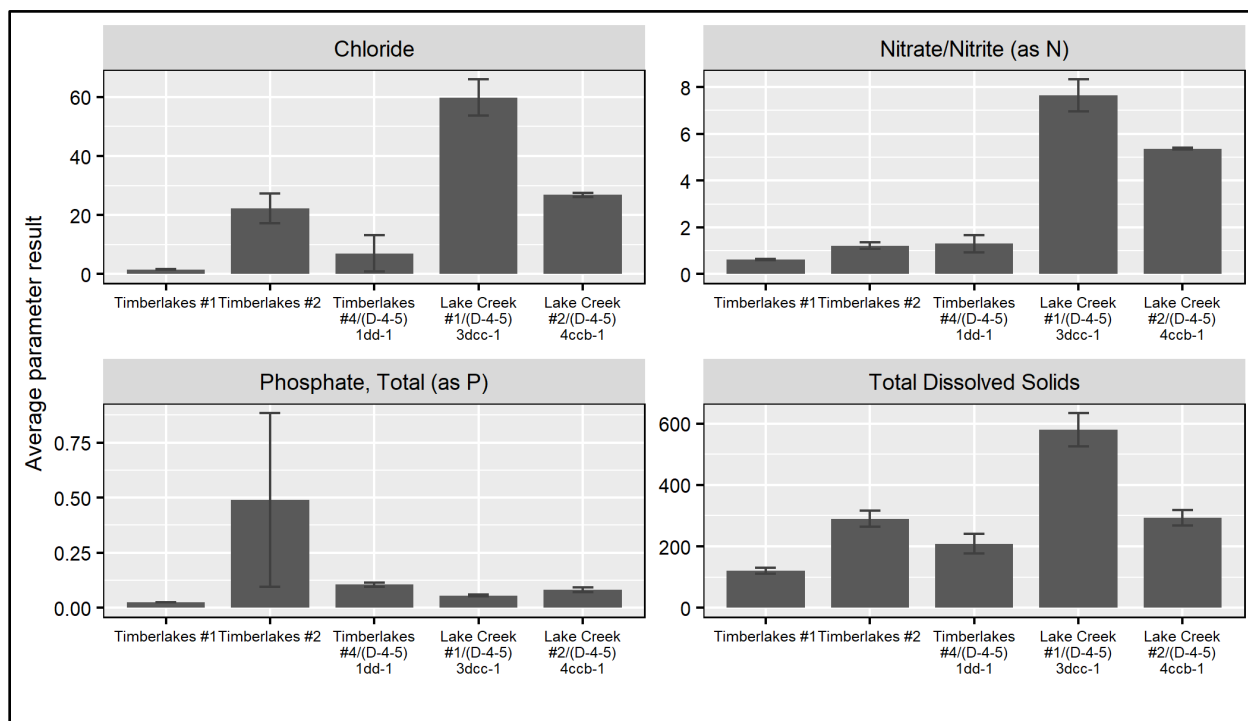 Average parameter result
Chloride
60
40
20
0
Timberlakes #1
Timberlakes #2
Timberlakes
#4/(D-4-5)
1dd-1
Lake Creek
#1/(D-4-5)
3dcc-1
Lake Creek
#2/(D-4-5)
4ccb-1
Nitrate/Nitrite (as N)
8
6
4
2
0
Timberlakes #1
Timberlakes #2
Timberlakes
#4/(D-4-5)
1dd-1
Lake Creek
#1/(D-4-5)
3dcc-1
Lake Creek
#2/(D-4-5)
4ccb-1
Phosphate, Total (as P)
0.75
0.50
0.25
0.00
Timberlakes #1
Timberlakes #2
Timberlakes
#4/(D-4-5)
1dd-1
Lake Creek
#1/(D-4-5)
3dcc-1
Lake Creek
#2/(D-4-5)
4ccb-1
Total Dissolved Solids
600
400
200
0
Timberlakes #1
Timberlakes #2
Timberlakes
#4/(D-4-5)
1dd-1
Lake Creek
#1/(D-4-5)
3dcc-1
Lake Creek
#2/(D-4-5)
4ccb-1